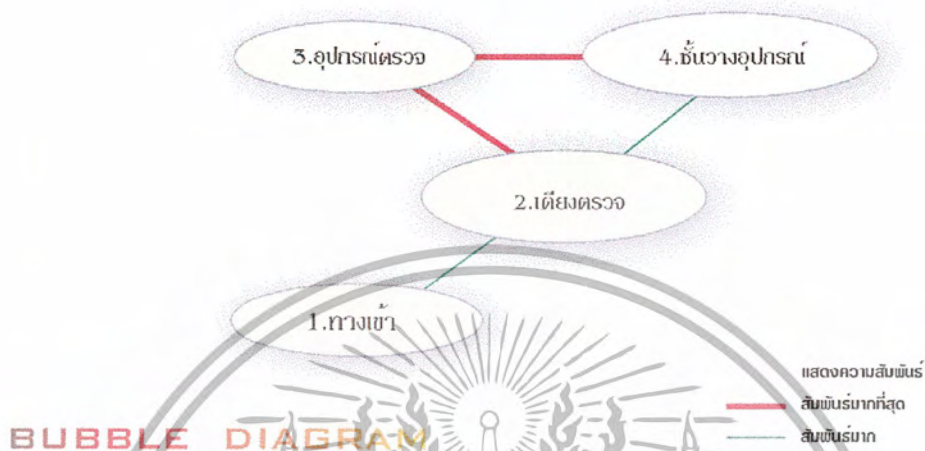 3.อุปกรณ์ตรวจ
4.ชั้นวางอุปกรณ์
2.เตียงตรวจ
1.ทางเข้า
แสดงความสัมพันธ์
สัมพันธ์มากที่สุด
สัมพันธ์มาก
BUBBLE DIAGRAM